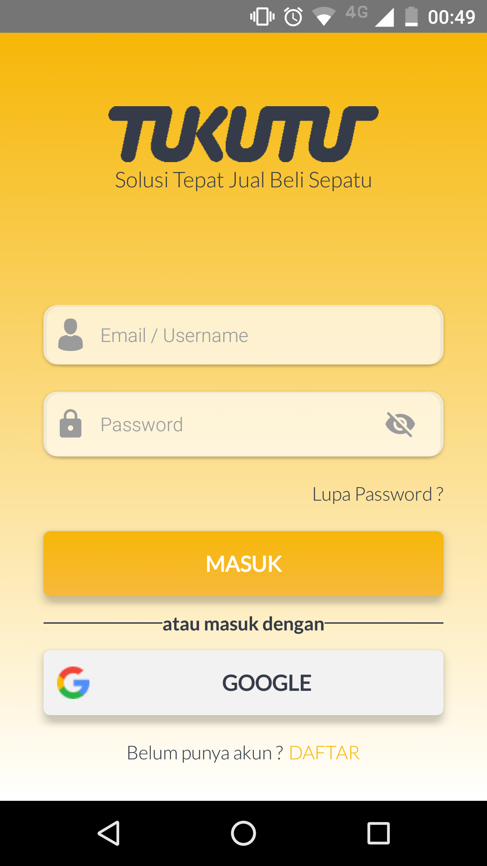 4G 00:49
TUKUTU
Solusi Tepat Jual Beli Sepatu
Email / Username
Password
Lupa Password ?
MASUK
atau masuk dengan
GOOGLE
Belum punya akun ? DAFTAR